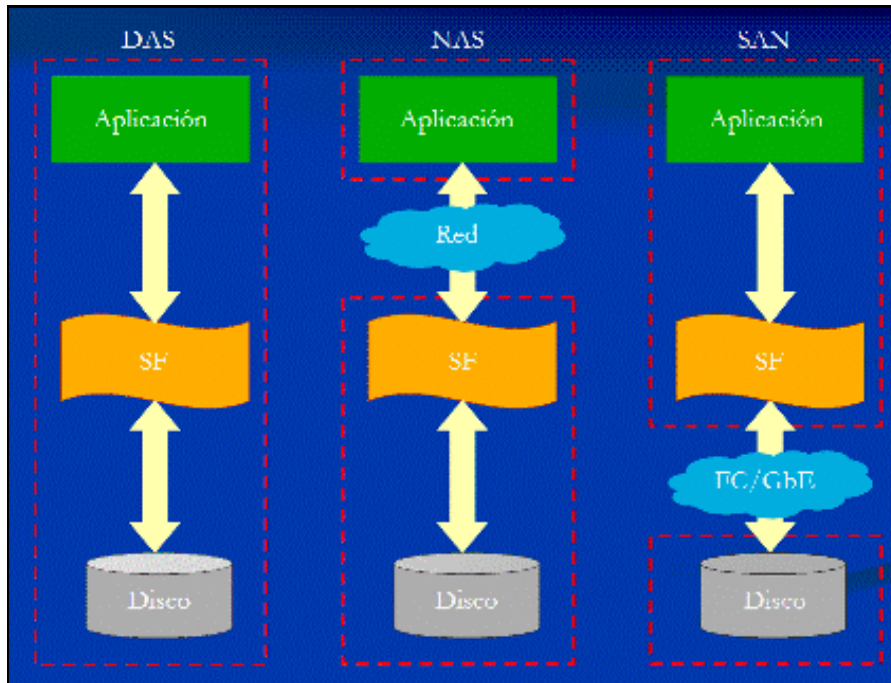 DAS
NAS
SAN
Aplicación
Aplicación
Aplicación
Red
SF
SF
SF
FC/GbE
Disco
Disco
Disco